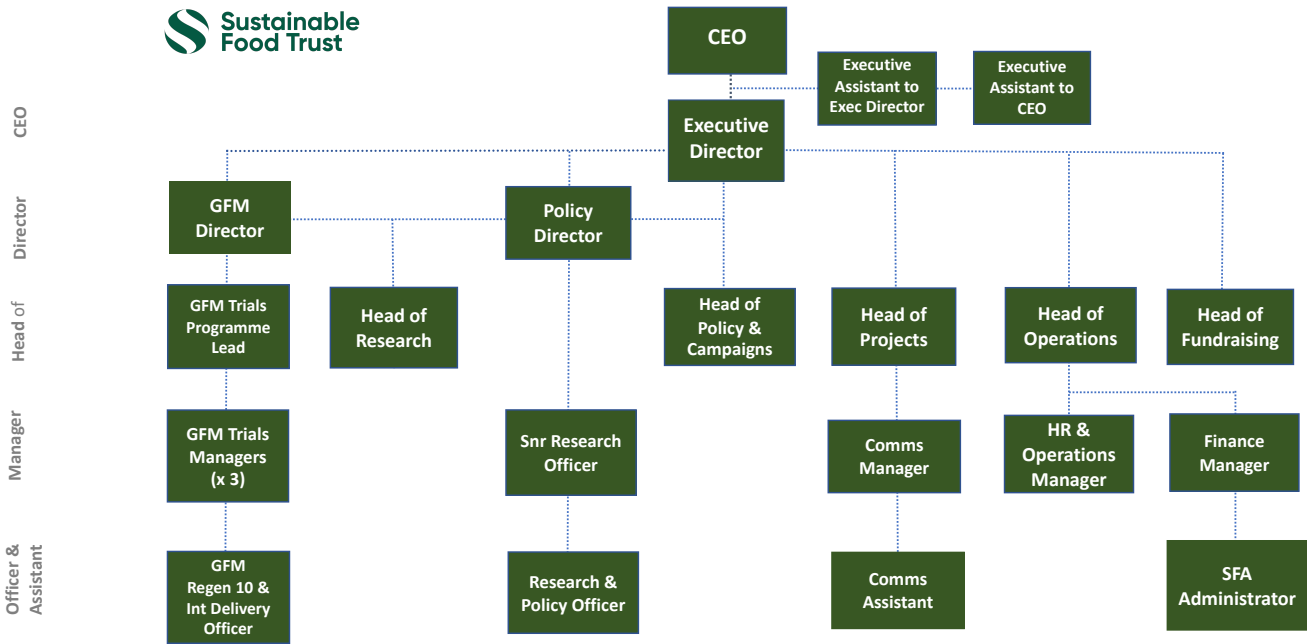 Sustainable
Food Trust
CEO
Executive
Assistant to
Exec Director
Executive
Assistant to
CEO
CEO
Executive
Director
Director
GFM
Director
Policy
Director
Head of
GFM Trials
Programme
Lead
Head of
Research
Head of
Policy &
Campaigns
Head of
Projects
Head of
Operations
Head of
Fundraising
Manager
GFM Trials
Managers
(x 3)
Snr Research
Officer
Comms
Manager
HR &
Operations
Manager
Finance
Manager
Officer &
Assistant
GFM
Regen 10 &
Int Delivery
Officer
Research &
Policy Officer
Comms
Assistant
SFA
Administrator